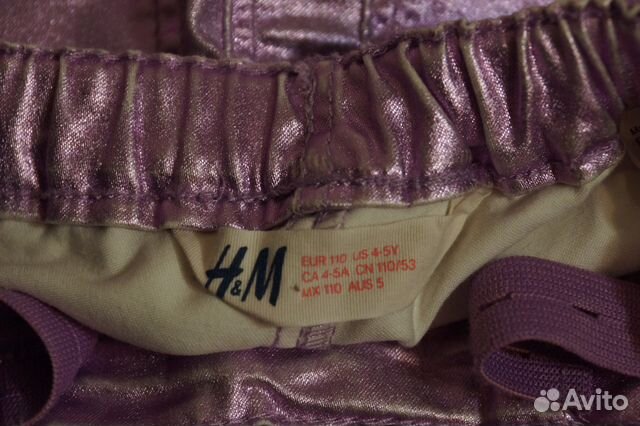 H&M
EUR 110 US 4-5Y
CA 4-5A CN 110/53
MX 110 AUS 5
Avito